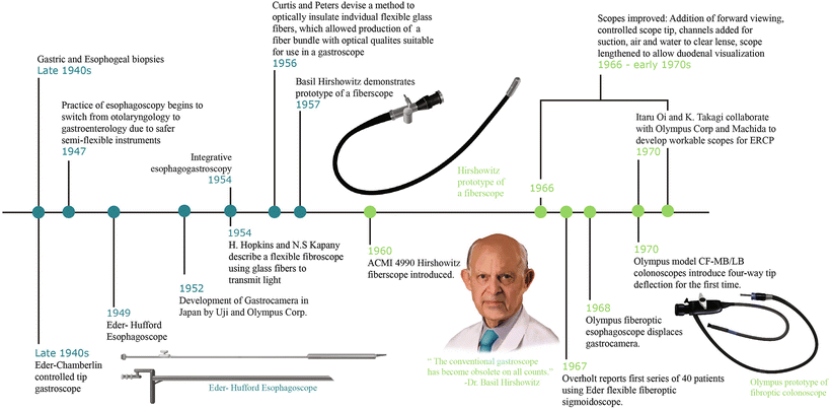 Gastric and Esophogeal biopsies
Late 1940s
Practice of esophagoscopy begins to
switch from otolaryngology to
gastroenterology due to safer
semi-flexible instruments
1947
Integrative
esophagogastroscopy
1954
Curtis and Peters devise a method to
optically insulate individual flexible glass
fibers, which allowed production of a
fiber bundle with optical qualites suitable
for use in a gastroscope
1956
Basil Hirshowitz demonstrates
prototype of a fiberscope
1957
Hirshowitz
prototype of
a fiberscope
Scopes improved: Addition of forward viewing,
controlled scope tip, channels added for
suction, air and water to clear lense, scope
lengthened to allow duodenal visualization
1966 - early 1970s
1966
Itaru Oi and K. Takagi collaborate
with Olympus Corp and Machida to
develop workable scopes for ERCP
1970
Late 1940s
Eder-Chamberlin
controlled tip
gastroscope
1949
Eder- Hufford
Esophagoscope
1952
Development of Gastrocamera in
Japan by Uji and Olympus Corp.
1954
H. Hopkins and N.S Kapany
describe a flexible fibroscope
using glass fibers to
transmit light
Eder- Hufford Esophagoscope
1960
ACMI 4990 Hirshowitz
fiberscope introduced.
" The conventional gastroscope
has become obsolete on all counts."
-Dr. Basil Hirshowitz
1967
Overholt reports first series of 40 patients
using Eder flexible fiberoptic
sigmoidoscope.
1968
Olympus fiberoptic
esophagoscope displaces
gastrocamera.
1970
Olympus model CF-MB/LB
colonoscopes introduce four-way tip
deflection for the first time.
Olympus prototype of
fibroptic colonoscope